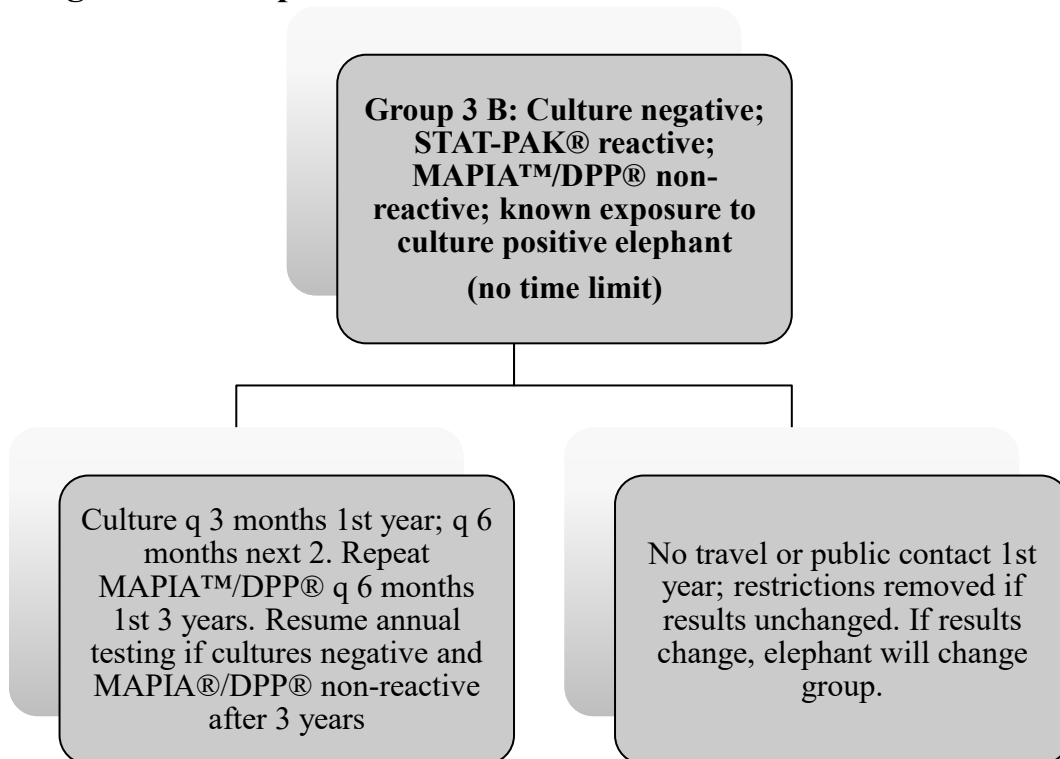 Group 3 B: Culture negative;
STAT-PAK® reactive;
MAPIA™/DPP® non-
reactive; known exposure to
culture positive elephant
(no time limit)
Culture q 3 months 1st year; q 6
months next 2. Repeat
MAPIA™/DPP® q 6 months
1st 3 years. Resume annual
testing if cultures negative and
MAPIA®/DPP® non-reactive
after 3 years
No travel or public contact 1st
year; restrictions removed if
results unchanged. If results
change, elephant will change
group.